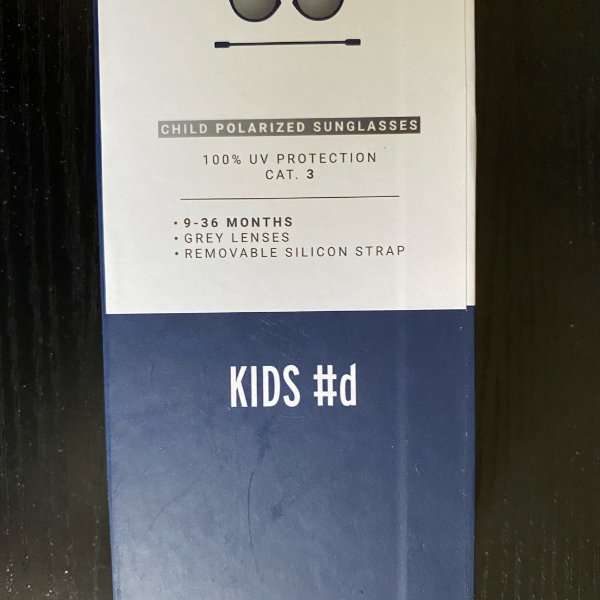 CHILD POLARIZED SUNGLASSES
100% UV PROTECTION
CAT. 3
• 9-36 MONTHS
• GREY LENSES
• REMOVABLE SILICON STRAP
KIDS #d